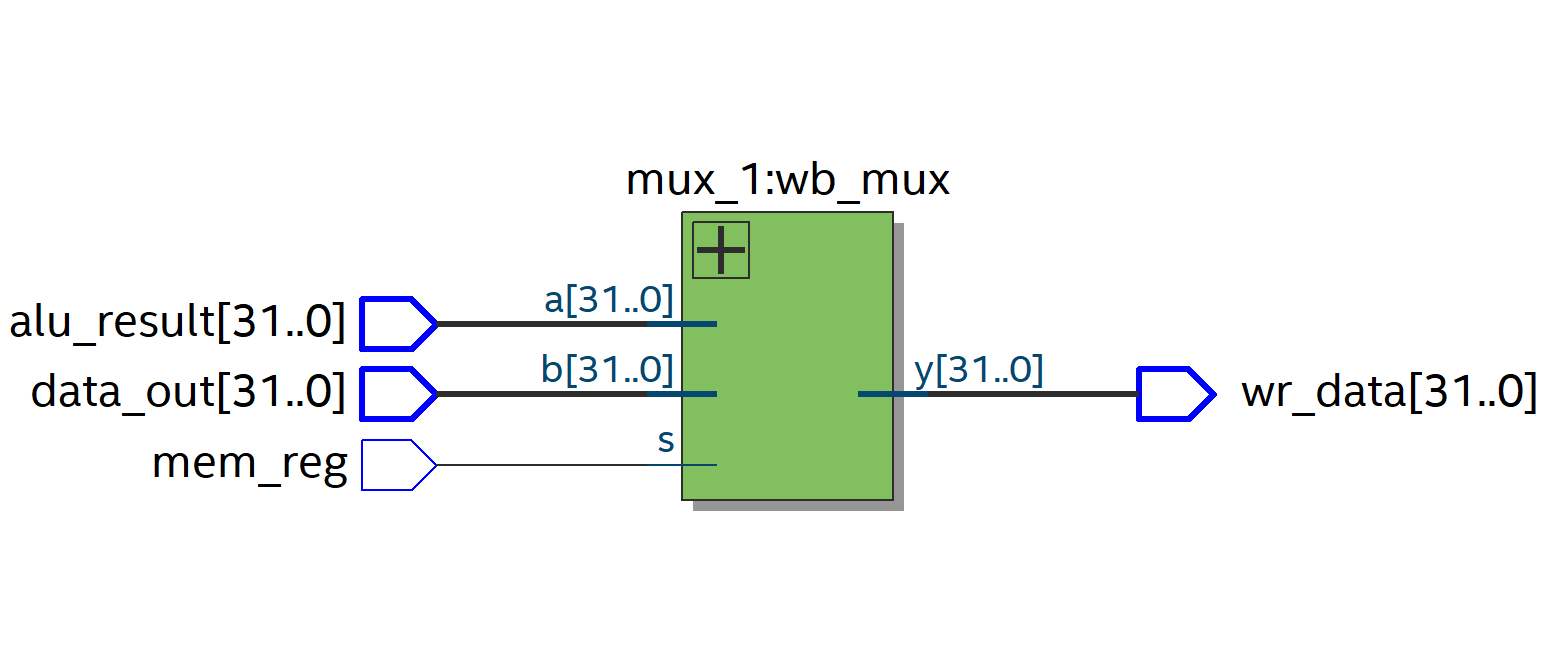 mux_1:wb_mux
alu_result[31..0]
a[31..0]
data_out[31..0]
b[31..0]
y[31..0]
wr_data[31..0]
mem_reg
s